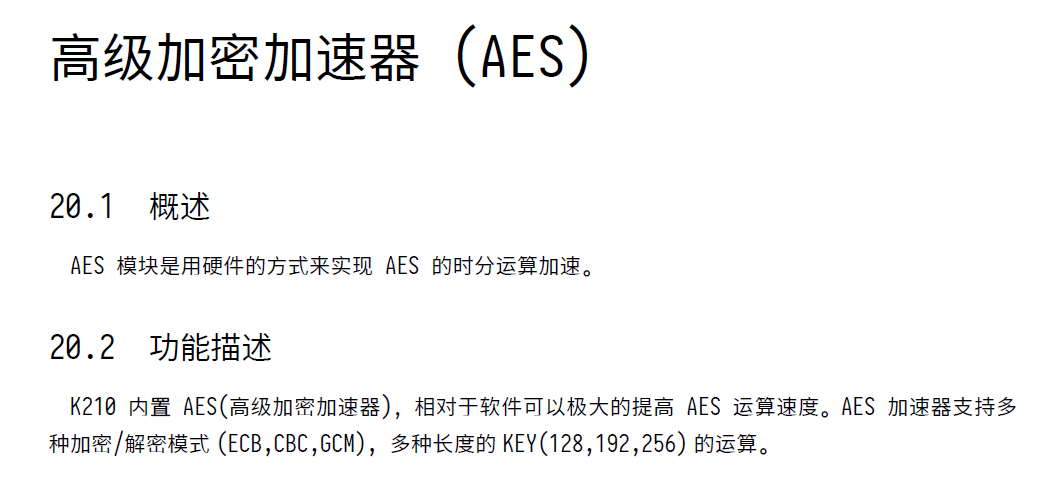 高级加密加速器 (AES)
20.1 概述
AES 模块是用硬件的方式来实现 AES 的时分运算加速。
20.2 功能描述
K210 内置 AES(高级加密加速器)，相对于软件可以极大的提高 AES 运算速度。AES 加速器支持多
种加密/解密模式 (ECB,CBC,GCM)，多种长度的 KEY(128,192,256) 的运算。